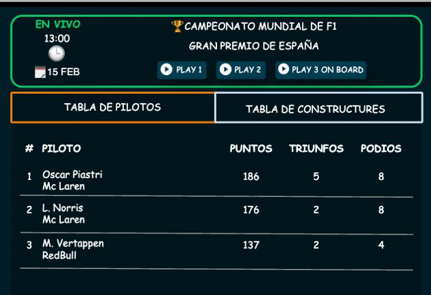 EN VIVO
13:00
15 FEB
🏆CAMPEONATO MUNDIAL DE F1
GRAN PREMIO DE ESPAÑA
PLAY 1 PLAY 2 PLAY 3 ON BOARD
TABLA DE PILOTOS TABLA DE CONSTRUCTURES
# PILOTO PUNTOS TRIUNFOS PODIOS
1 Oscar Piastri 186 5 8
Mc Laren
2 L. Norris 176 2 8
Mc Laren
3 M. Vertappen 137 2 4
RedBull